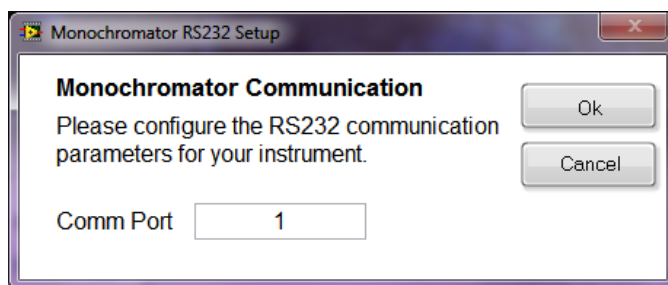 Monochromator RS232 Setup
Monochromator Communication
Please configure the RS232 communication
parameters for your instrument.
Ok
Cancel
Comm Port 1